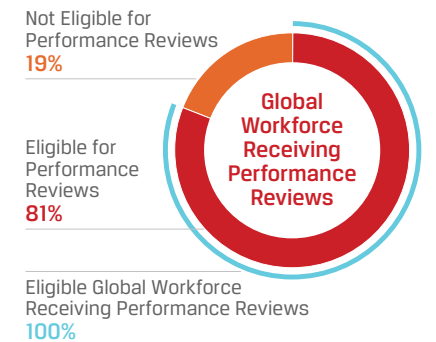 Not Eligible for
Performance Reviews
19%
Global
Workforce
Receiving
Performance
Reviews
Eligible for
Performance
Reviews
81%
Eligible Global Workforce
Receiving Performance Reviews
100%